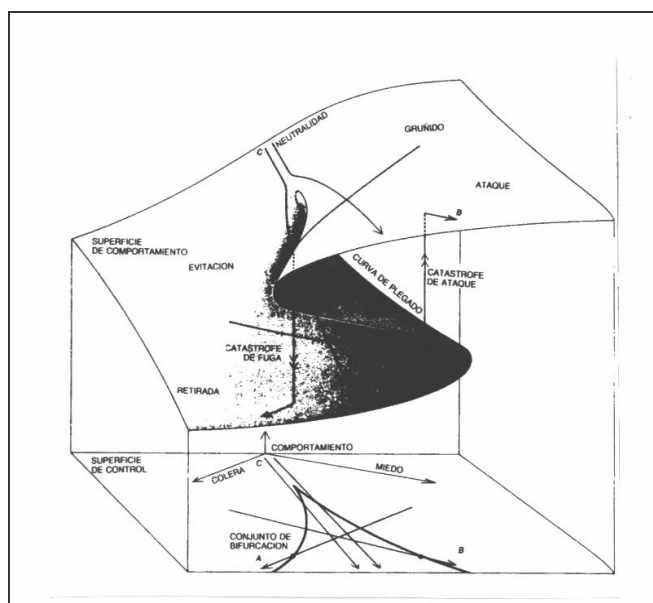 C
NEUTRALIDAD
GRUÑIDO
ATAQUE
B
SUPERFICIE
DE COMPORTAMIENTO
EVITACION
CURVA DE PLEGADO
CATASTROFE
DE ATAQUE
CATASTROFE
DE FUGA
RETIRADA
COMPORTAMIENTO
SUPERFICIE
DE CONTROL
COLERA
C
MIEDO
CONJUNTO DE
BIFURCACION
A
B